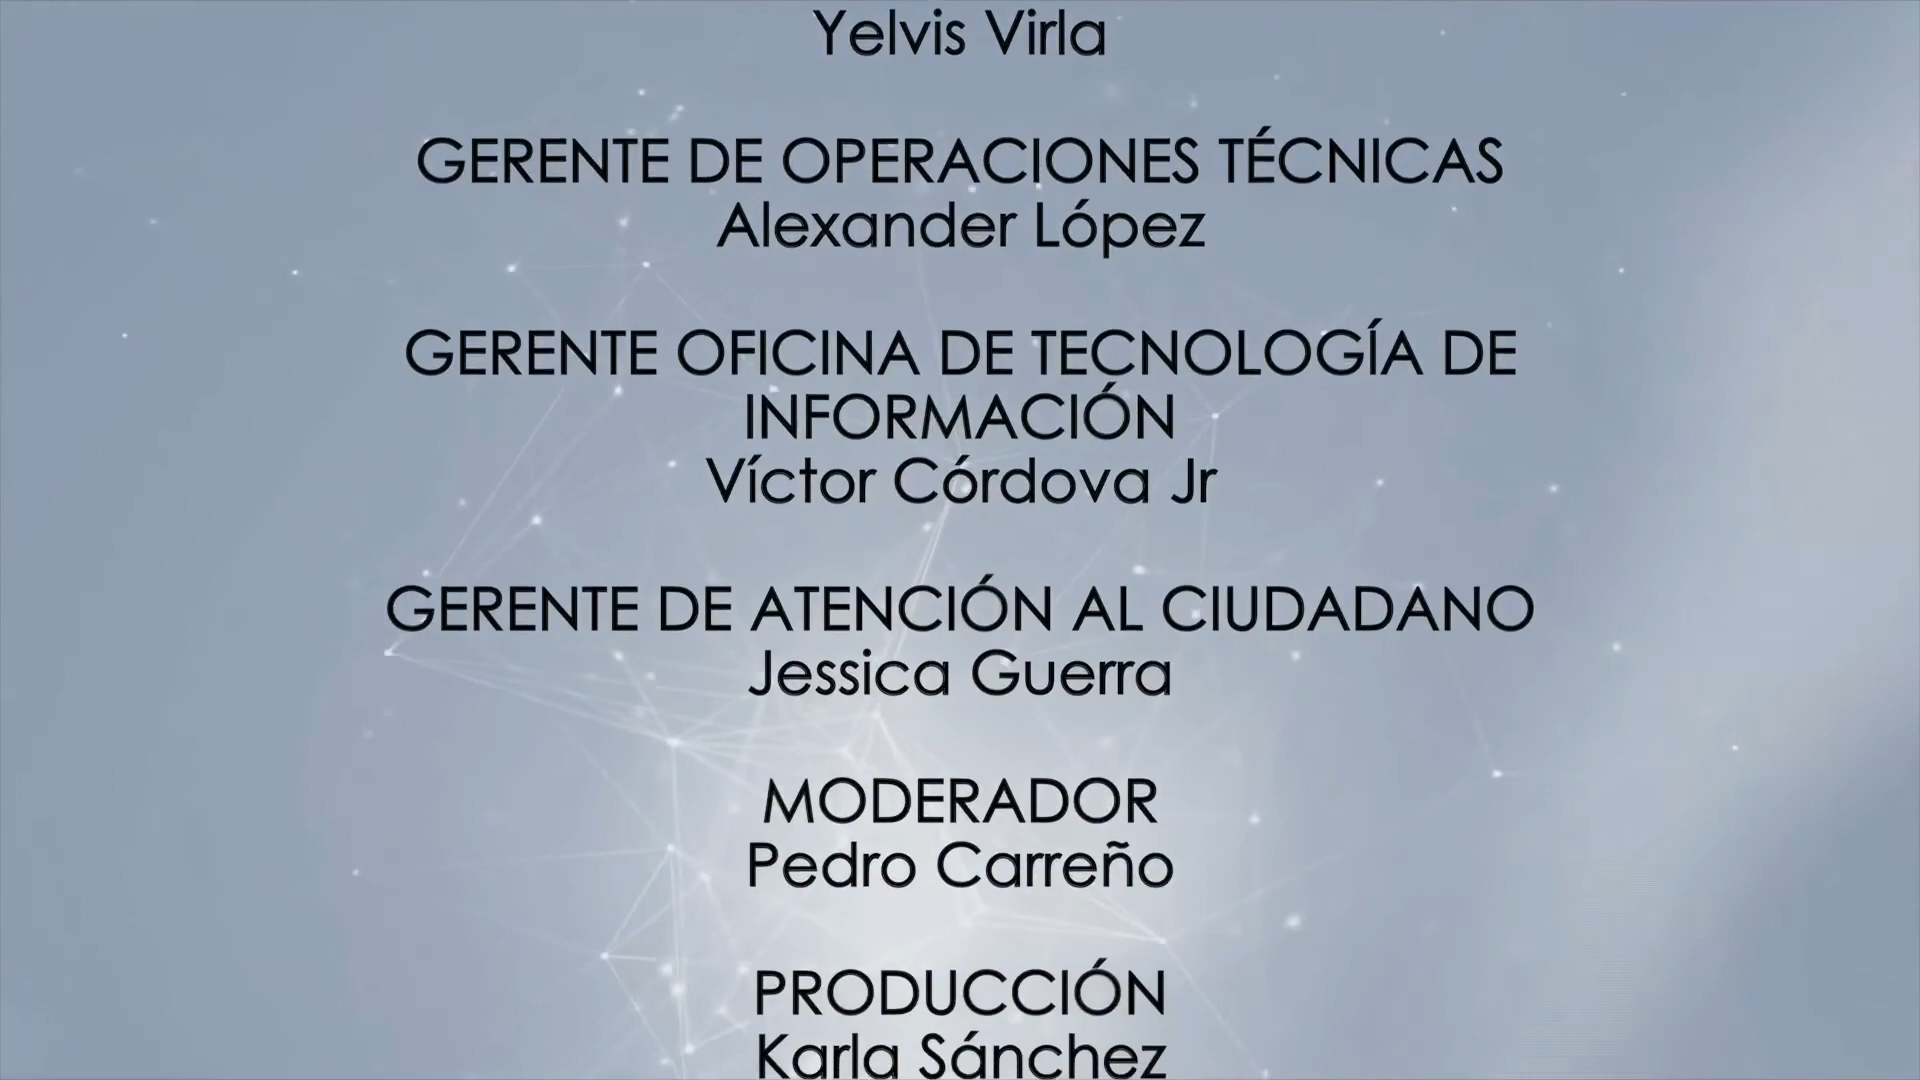 Yelvis Virla
GERENTE DE OPERACIONES TÉCNICAS
Alexander López
GERENTE OFICINA DE TECNOLOGÍA DE
INFORMACIÓN
Víctor Córdova Jr
GERENTE DE ATENCIÓN AL CIUDADANO
Jessica Guerra
MODERADOR
Pedro Carreño
PRODUCCIÓN
Karla Sánchez